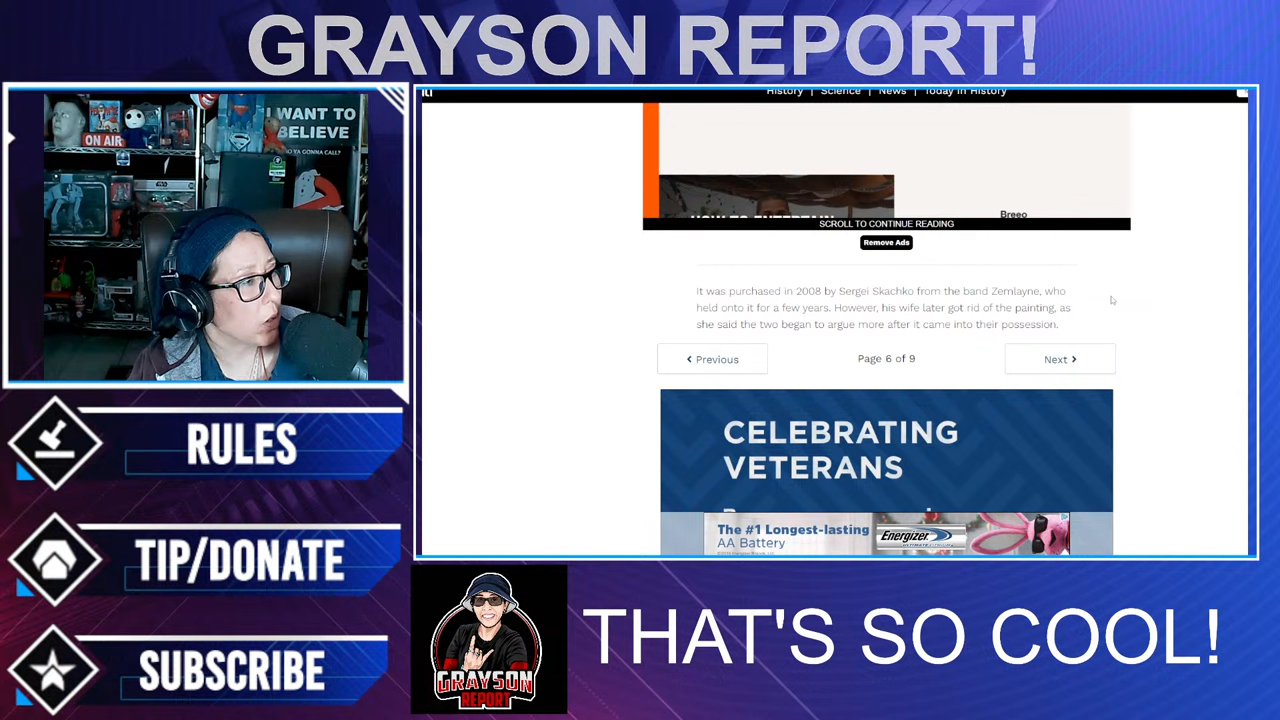 GRAYSON REPORT!
I WANT TO
BELIEVE
ON AIR
YA GONNA CALL?
History | Science | News | Today in History
Breeo
SCROLL TO CONTINUE READING
Remove Ads
It was purchased in 2008 by Sergei Skachko from the band Zemlayne, who
held onto it for a few years. However, his wife later got rid of the painting, as
she said the two began to argue more after it came into their possession.
Previous
Page 6 of 9
Next
CELEBRATING
VETERANS
The #1 Longest-lasting
AA Battery
Energizer
RULES
TIP/DONATE
SUBSCRIBE
GRAYSON
REPORT
THAT'S SO COOL!